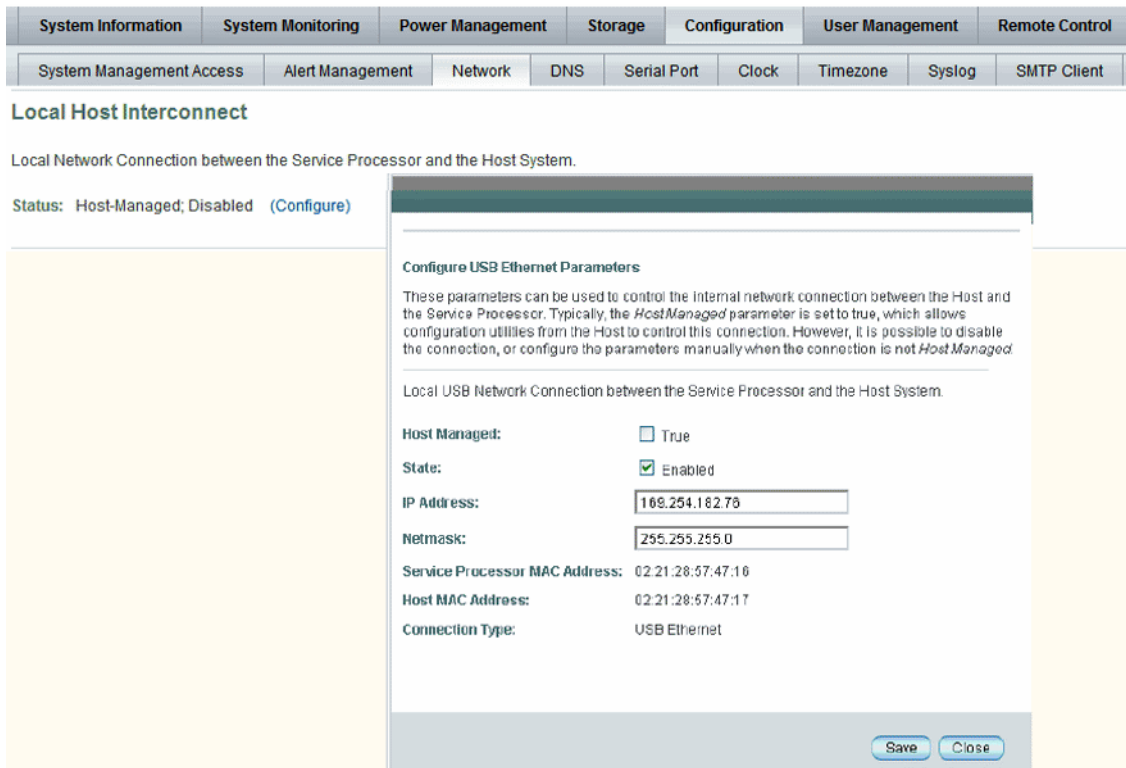 System Information System Monitoring Power Management Storage Configuration User Management Remote Control
System Management Access Alert Management Network DNS Serial Port Clock Timezone Syslog SMTP Client
Local Host Interconnect
Local Network Connection between the Service Processor and the Host System.
Status: Host-Managed; Disabled (Configure)
Configure USB Ethernet Parameters
These parameters can be used to control the internal network connection between the Host and
the Service Processor. Typically, the HostManaged parameter is set to true, which allows
configuration utilities from the Host to control this connection. However, it is possible to disable
the connection, or configure the parameters manually when the connection is not HostManaged.
Local USB Network Connection between the Service Processor and the Host System.
Host Managed: True
State: Enabled
IP Address: 169.254.182.76
Netmask: 255.255.255.0
Service Processor MAC Address: 02:21:28:57:47:16
Host MAC Address: 02:21:28:57:47:17
Connection Type: USB Ethernet
Save Close